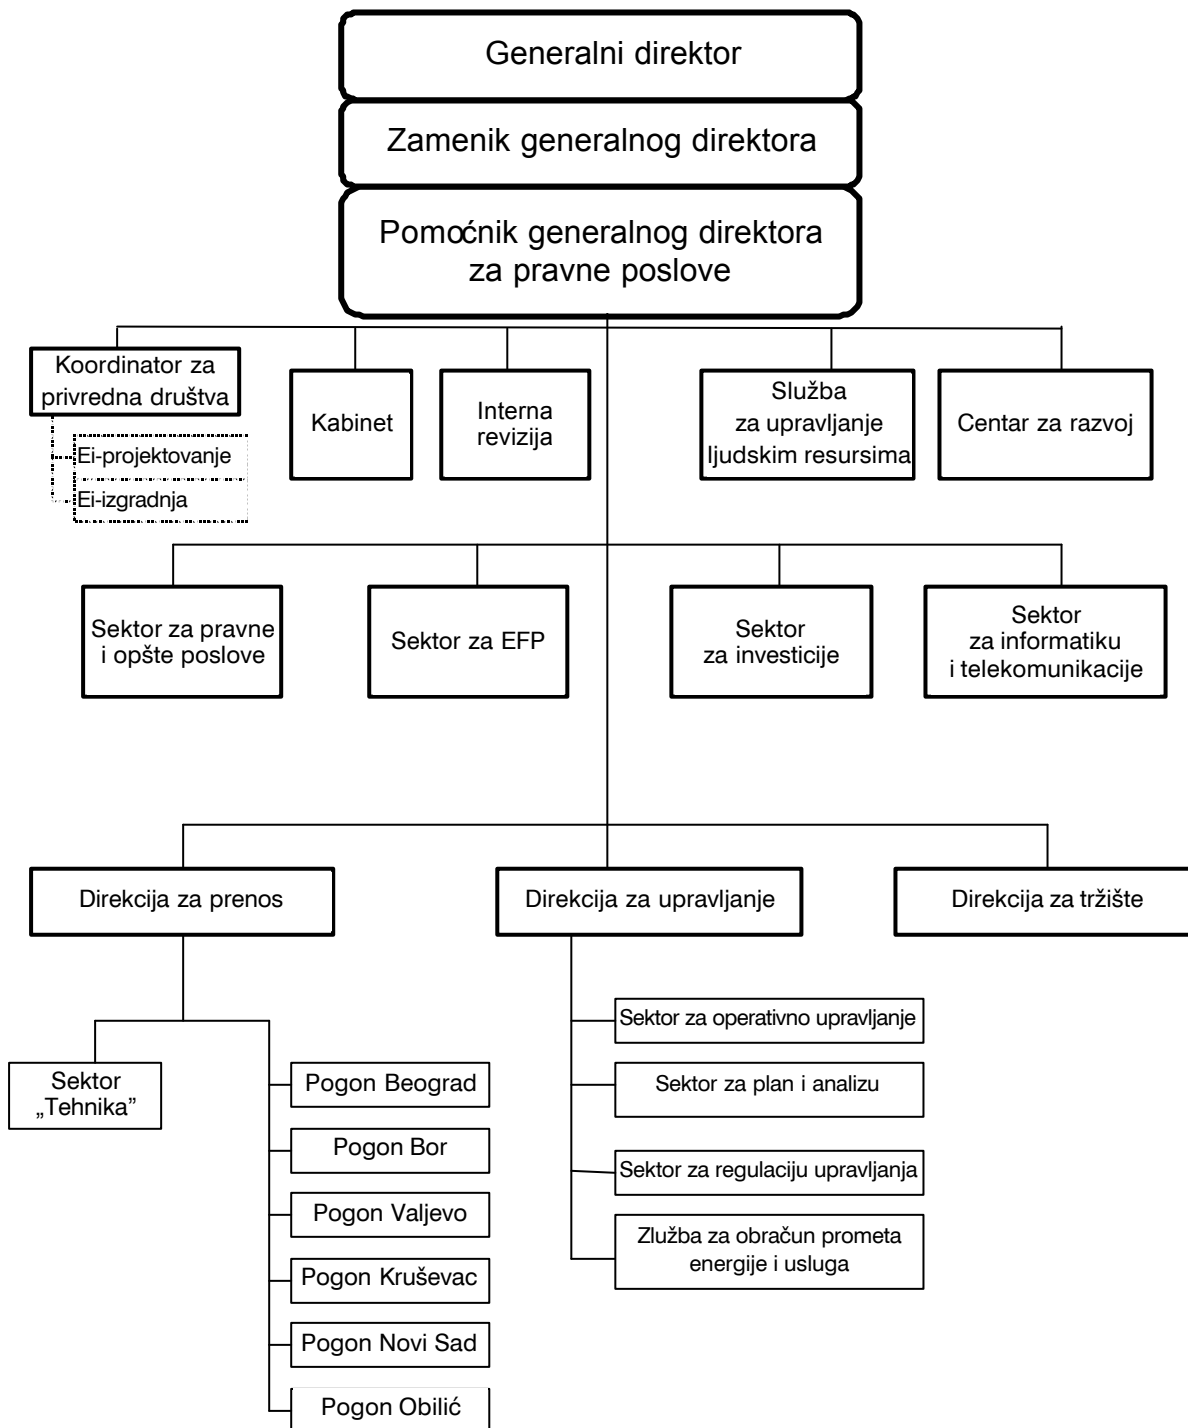 Generalni direktor
Zamenik generalnog direktora
Pomoćnik generalnog direktora
za pravne poslove
Koordinator za
privredna društva
Ei-projektovanje
Ei-izgradnja
Kabinet
Interna
revizija
Služba
za upravljanje
ljudskim resursima
Centar za razvoj
Sektor za pravne
i opšte poslove
Sektor za EFP
Sektor
za investicije
Sektor
za informatiku
i telekomunikacije
Direkcija za prenos
Direkcija za upravljanje
Direkcija za tržište
Sektor
„Tehnika”
Pogon Beograd
Pogon Bor
Pogon Valjevo
Pogon Kruševac
Pogon Novi Sad
Pogon Obilić
Sektor za operativno upravljanje
Sektor za plan i analizu
Sektor za regulaciju upravljanja
Zlužba za obračun prometa
energije i usluga